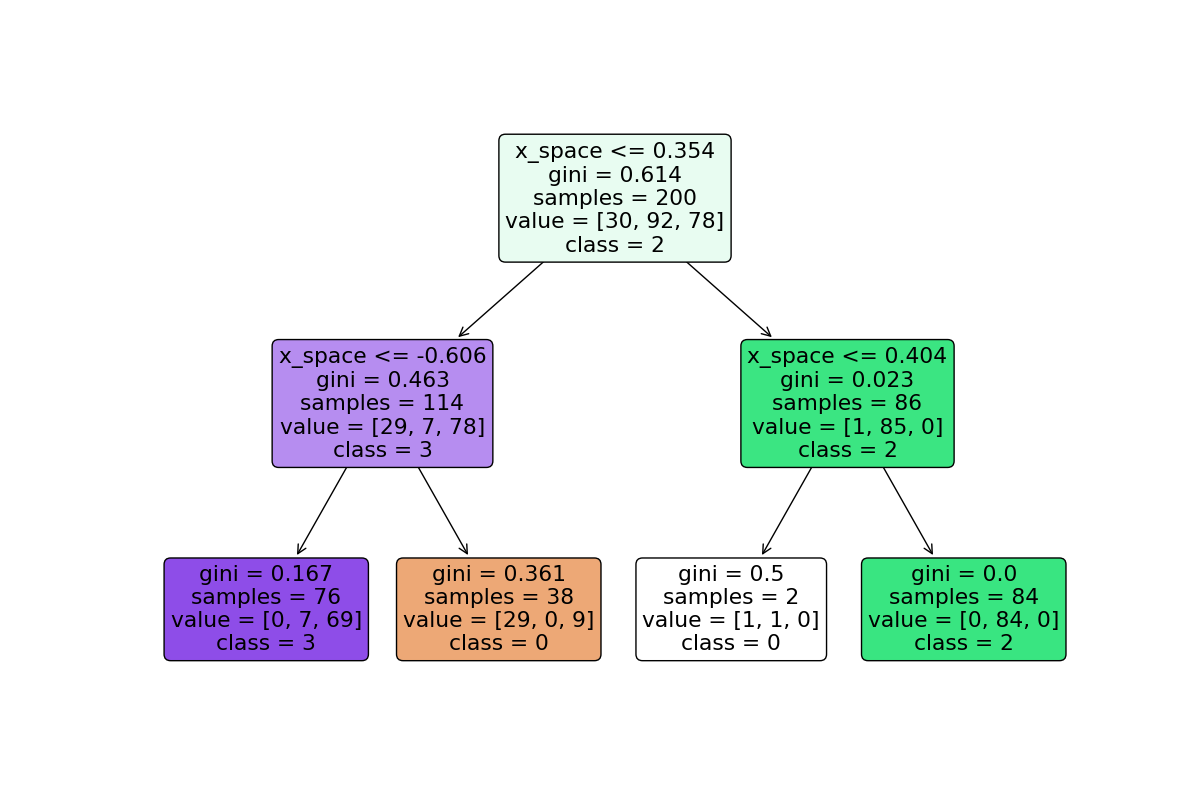 x_space <= 0.354
gini = 0.614
samples = 200
value = [30, 92, 78]
class = 2
x_space <= -0.606
gini = 0.463
samples = 114
value = [29, 7, 78]
class = 3
x_space <= 0.404
gini = 0.023
samples = 86
value = [1, 85, 0]
class = 2
gini = 0.167
samples = 76
value = [0, 7, 69]
class = 3
gini = 0.361
samples = 38
value = [29, 0, 9]
class = 0
gini = 0.5
samples = 2
value = [1, 1, 0]
class = 0
gini = 0.0
samples = 84
value = [0, 84, 0]
class = 2